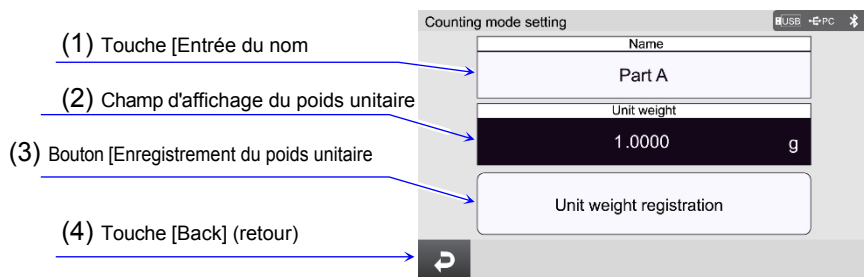 Counting mode setting
USB PC
(1) Touche [Entrée du nom
Name
Part A
(2) Champ d'affichage du poids unitaire
Unit weight
1.0000 g
(3) Bouton [Enregistrement du poids unitaire
Unit weight registration
(4) Touche [Back] (retour)